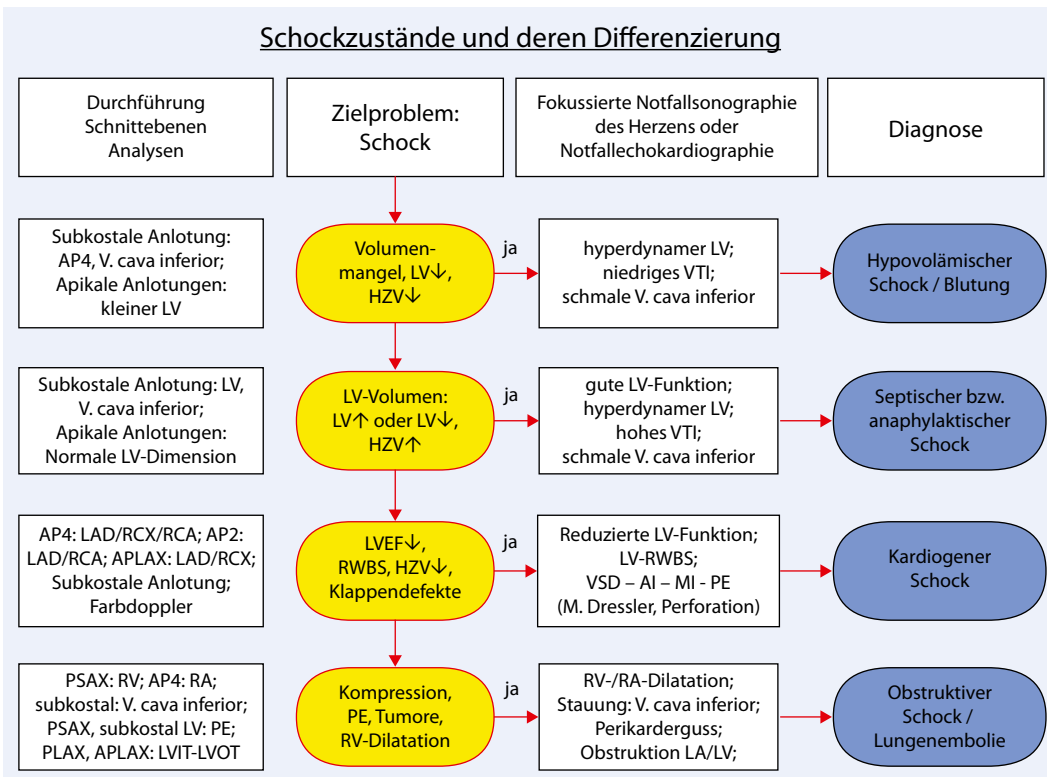 Schockzustände und deren Differenzierung
Durchführung
Schnittebenen
Analysen
Zielproblem:
Schock
Fokussierte Notfallsonographie
des Herzens oder
Notfallechokardiographie
Diagnose
Subkostale Anlotung:
AP4, V. cava inferior;
Apikale Anlotungen:
kleiner LV
Volumen-
mangel, LV↓,
HZV↓
ja
hyperdynamer LV;
niedriges VTI;
schmale V. cava inferior
Hypovolämischer
Schock / Blutung
Subkostale Anlotung: LV,
V. cava inferior;
Apikale Anlotungen:
Normale LV-Dimension
LV-Volumen:
LV↑ oder LV↓,
HZV↑
ja
gute LV-Funktion;
hyperdynamer LV;
hohes VTI;
schmale V. cava inferior
Septischer bzw.
anaphylaktischer
Schock
AP4: LAD/RCX/RCA; AP2:
LAD/RCA; APLAX: LAD/RCX;
Subkostale Anlotung;
Farbdoppler
LVEF↓,
RWBS, HZV↓,
Klappendefekte
ja
Reduzierte LV-Funktion;
LV-RWBS;
VSD – AI – MI - PE
(M. Dressler, Perforation)
Kardiogener
Schock
PSAX: RV; AP4: RA;
subkostal: V. cava inferior;
PSAX, subkostal LV: PE;
PLAX, APLAX: LVIT-LVOT
Kompression,
PE, Tumore,
RV-Dilatation
ja
RV-/RA-Dilatation;
Stauung: V. cava inferior;
Perikarderguss;
Obstruktion LA/LV;
Obstruktiver
Schock /
Lungenembolie